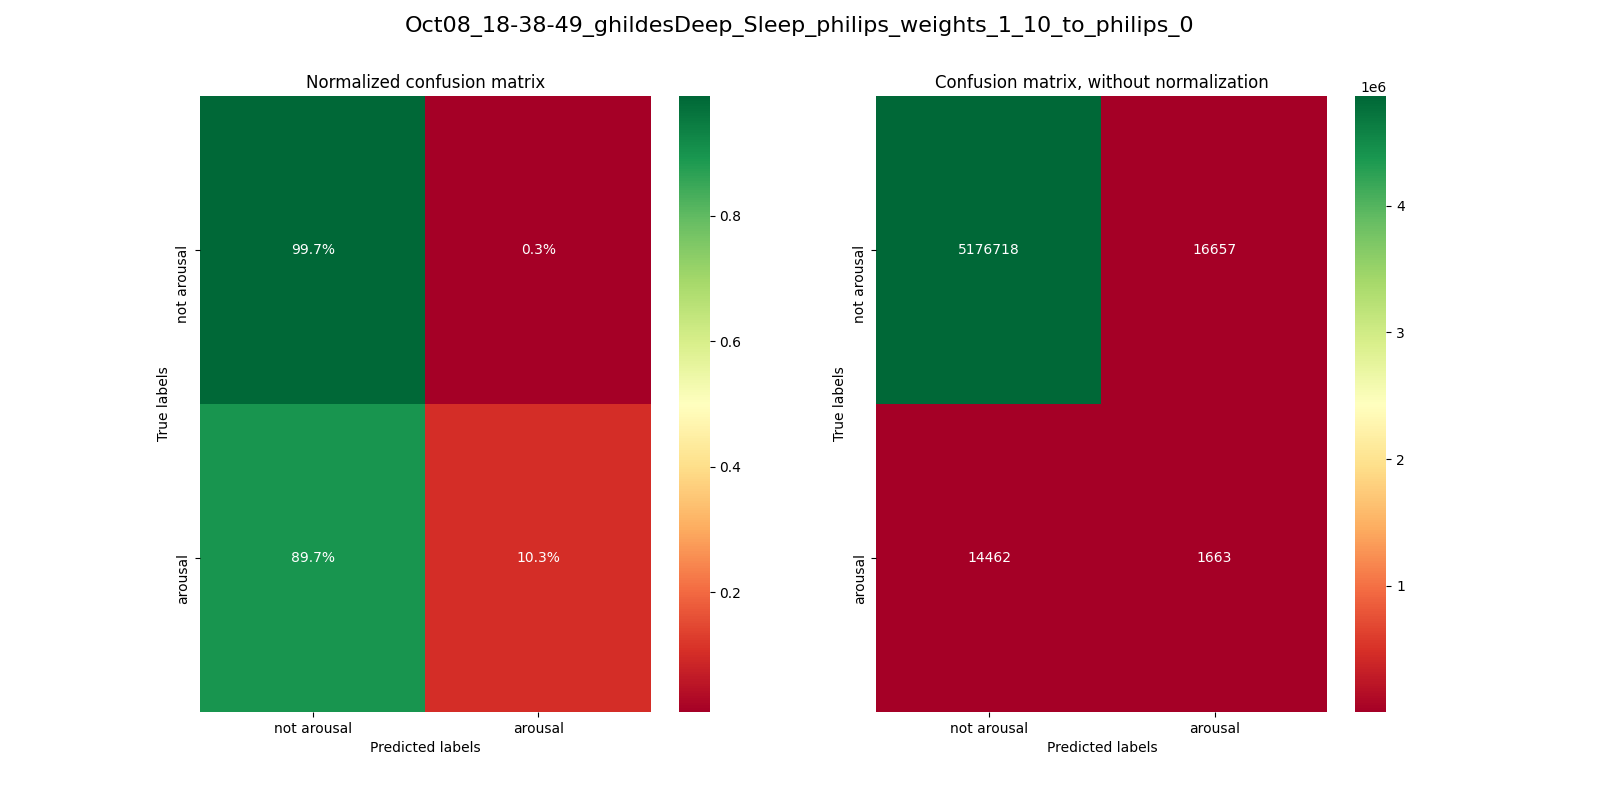 Oct08_18-38-49_ghildesDeep_Sleep_philips_weights_1_10_to_philips_0
Normalized confusion matrix
True labels
not arousal
arousal
99.7%
0.3%
89.7%
10.3%
not arousal
arousal
Predicted labels
0.8
0.6
0.4
0.2
Confusion matrix, without normalization
True labels
not arousal
arousal
5176718
16657
14462
1663
not arousal
arousal
Predicted labels
1e6
4
3
2
1